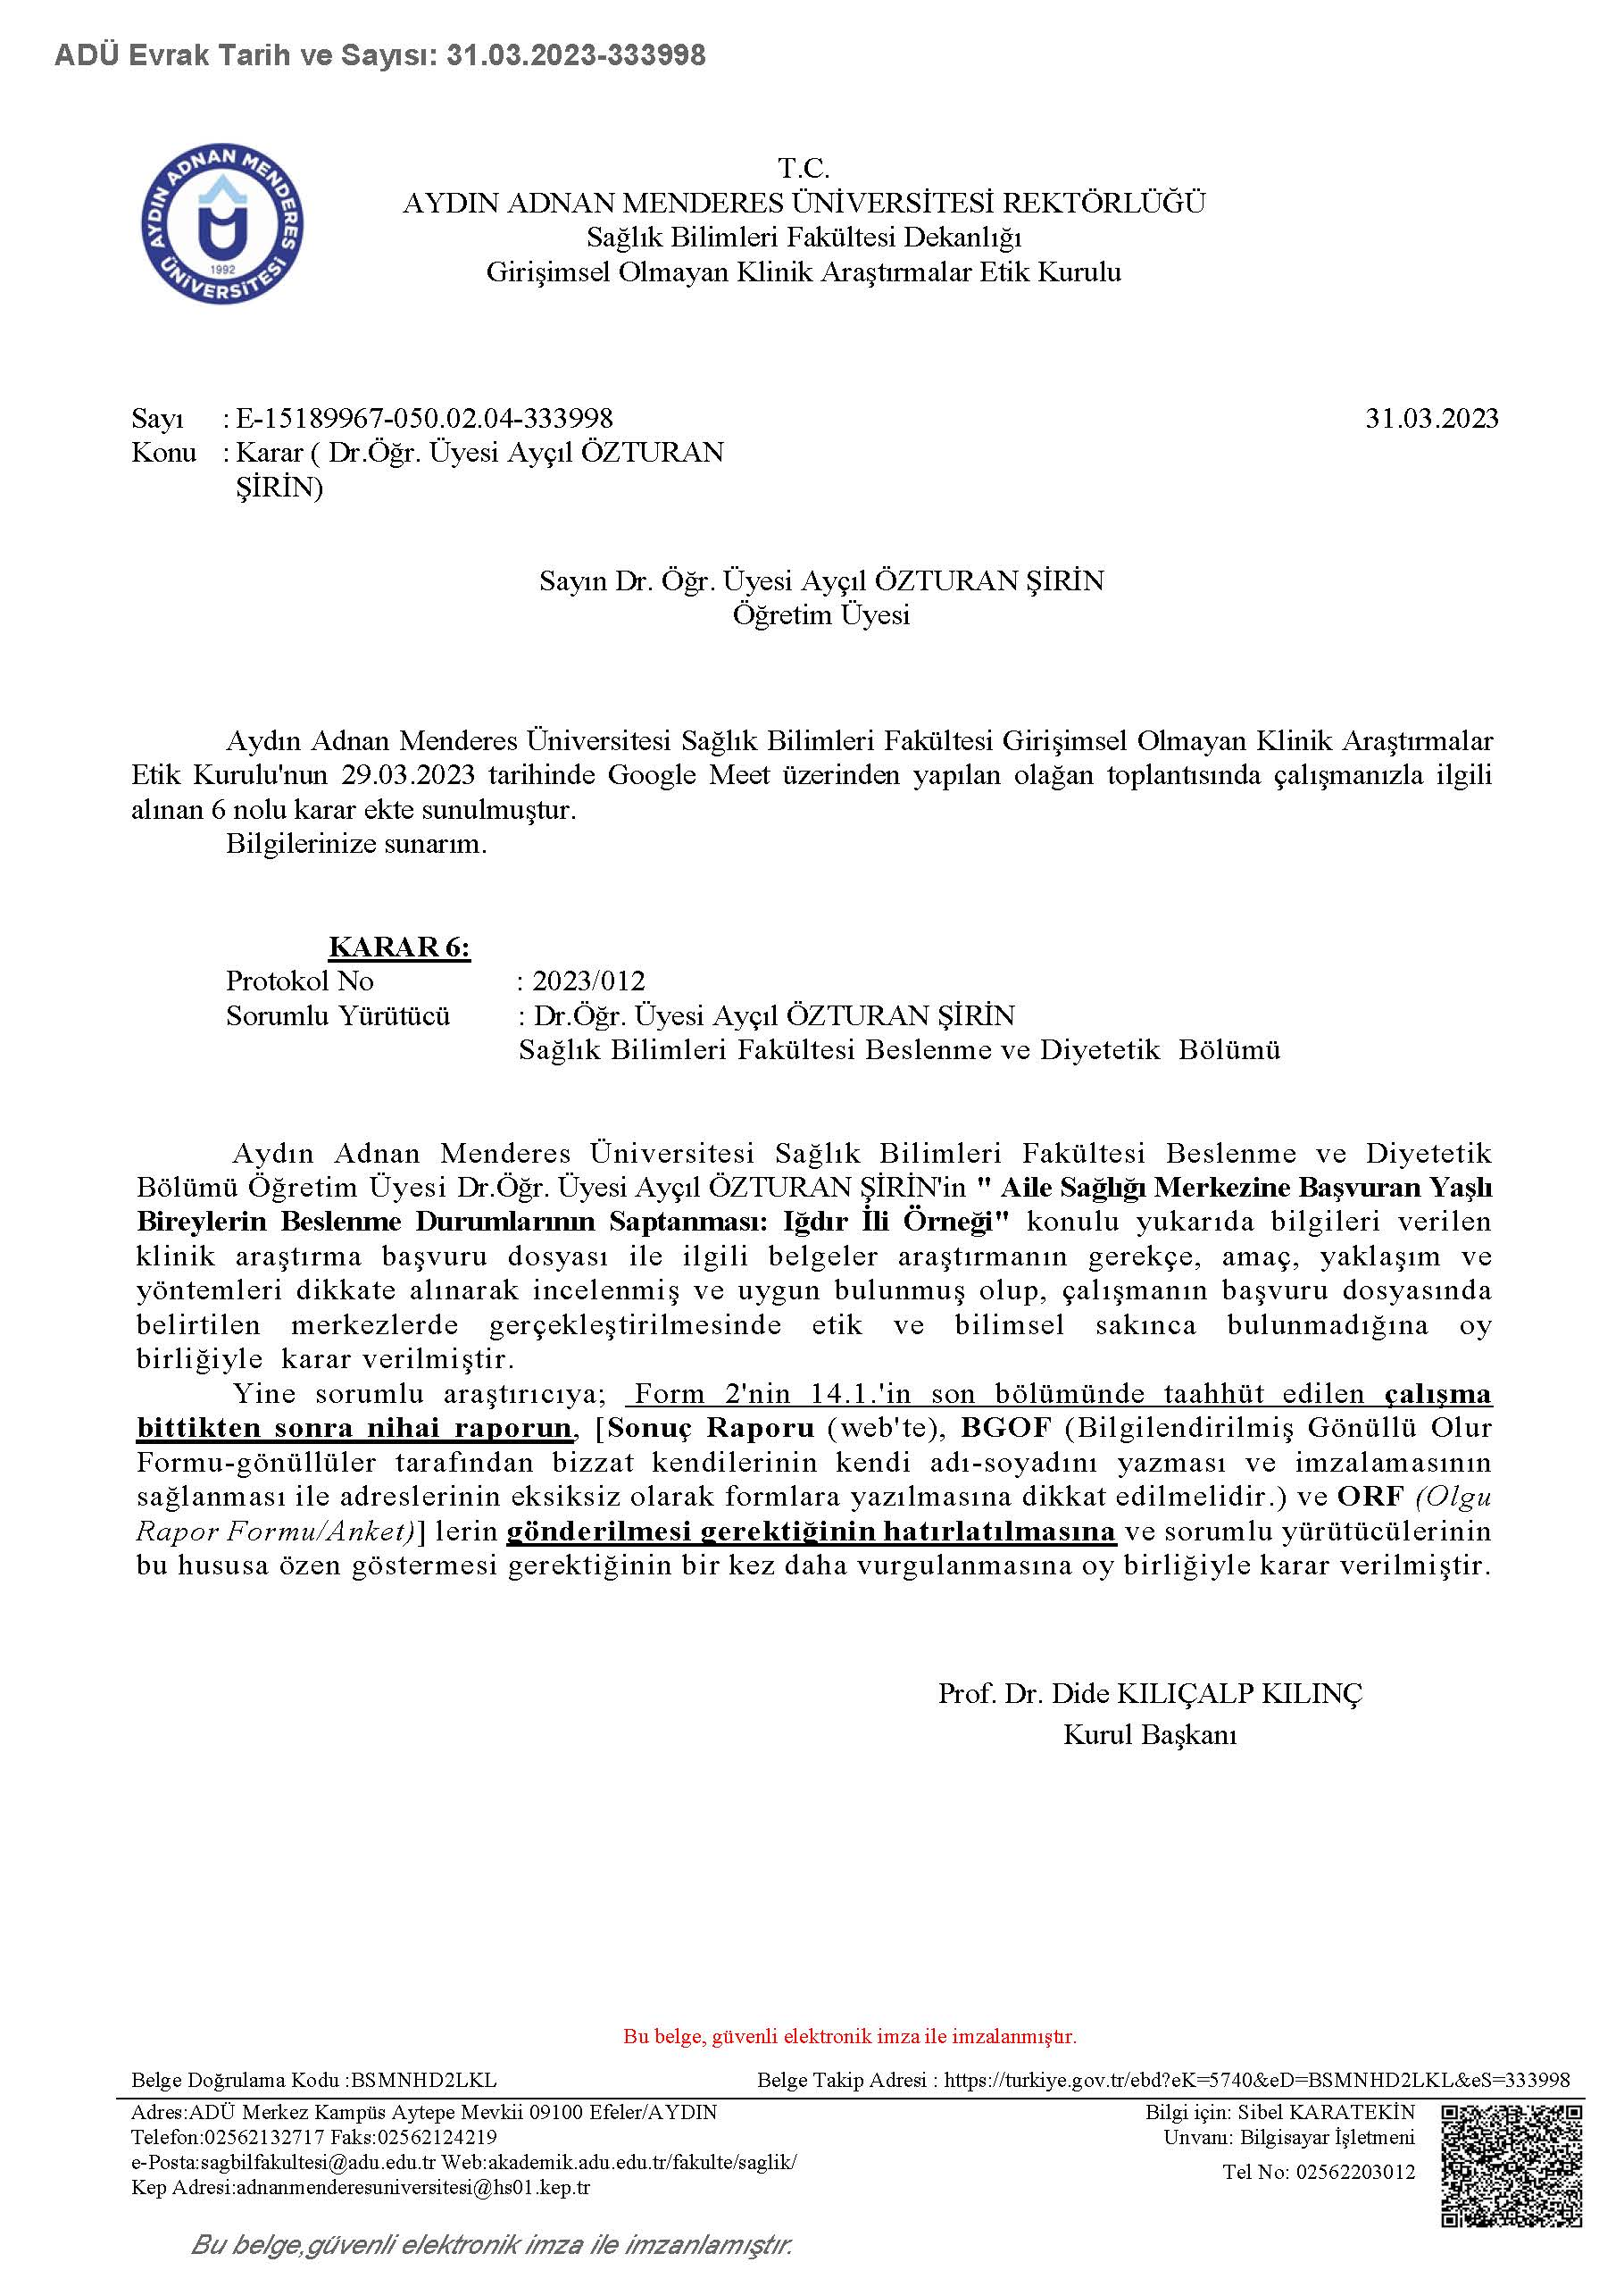 ADÜ Evrak Tarih ve Sayısı: 31.03.2023-333998
AYDIN ADNAN MENDERES
1992
ÜNİVERSİTESİ
T.C.
AYDIN ADNAN MENDERES ÜNİVERSİTESİ REKTÖRLÜĞÜ
Sağlık Bilimleri Fakültesi Dekanlığı
Girişimsel Olmayan Klinik Araştırmalar Etik Kurulu
Sayı : E-15189967-050.02.04-333998 31.03.2023
Konu : Karar ( Dr.Öğr. Üyesi Ayçıl ÖZTURAN
ŞİRİN)
Sayın Dr. Öğr. Üyesi Ayçıl ÖZTURAN ŞİRİN
Öğretim Üyesi
Aydın Adnan Menderes Üniversitesi Sağlık Bilimleri Fakültesi Girişimsel Olmayan Klinik Araştırmalar
Etik Kurulu'nun 29.03.2023 tarihinde Google Meet üzerinden yapılan olağan toplantısında çalışmanızla ilgili
alınan 6 nolu karar ekte sunulmuştur.
Bilgilerinize sunarım.
KARAR 6:
Protokol No : 2023/012
Sorumlu Yürütücü : Dr.Öğr. Üyesi Ayçıl ÖZTURAN ŞİRİN
Sağlık Bilimleri Fakültesi Beslenme ve Diyetetik Bölümü
Aydın Adnan Menderes Üniversitesi Sağlık Bilimleri Fakültesi Beslenme ve Diyetetik
Bölümü Öğretim Üyesi Dr.Öğr. Üyesi Ayçıl ÖZTURAN ŞİRİN'in " Aile Sağlığı Merkezine Başvuran Yaşlı
Bireylerin Beslenme Durumlarının Saptanması: Iğdır İli Örneği" konulu yukarıda bilgileri verilen
klinik araştırma başvuru dosyası ile ilgili belgeler araştırmanın gerekçe, amaç, yaklaşım ve
yöntemleri dikkate alınarak incelenmiş ve uygun bulunmuş olup, çalışmanın başvuru dosyasında
belirtilen merkezlerde gerçekleştirilmesinde etik ve bilimsel sakınca bulunmadığına oy
birliğiyle karar verilmiştir.
Yine sorumlu araştırıcıya; Form 2'nin 14.1.'in son bölümünde taahhüt edilen çalışma
bittikten sonra nihai raporun, [Sonuç Raporu (web'te), BGOF (Bilgilendirilmiş Gönüllü Olur
Formu-gönüllüler tarafından bizzat kendilerinin kendi adı-soyadını yazması ve imzalamasının
sağlanması ile adreslerinin eksiksiz olarak formlara yazılmasına dikkat edilmelidir.) ve ORF (Olgu
Rapor Formu/Anket)] lerin gönderilmesi gerektiğinin hatırlatılmasına ve sorumlu yürütücülerinin
bu hususa özen göstermesi gerektiğinin bir kez daha vurgulanmasına oy birliğiyle karar verilmiştir.
Prof. Dr. Dide KILIÇALP KILINÇ
Kurul Başkanı
Bu belge, güvenli elektronik imza ile imzalanmıştır.
Belge Doğrulama Kodu :BSMNHD2LKL Belge Takip Adresi : https://turkiye.gov.tr/ebd?eK=5740&eD=BSMNHD2LKL&eS=333998
Adres:ADÜ Merkez Kampüs Aytepe Mevkii 09100 Efeler/AYDIN
Telefon:02562132717 Faks:02562124219
e-Posta:sagbilfakultesi@adu.edu.tr Web:akademik.adu.edu.tr/fakulte/saglik/
Kep Adresi:adnanmenderesuniversitesi@hs01.kep.tr
Bilgi için: Sibel KARATEKİN
Unvanı: Bilgisayar İşletmeni
Tel No: 02562203012
Bu belge,güvenli elektronik imza ile imzanlamıştır.